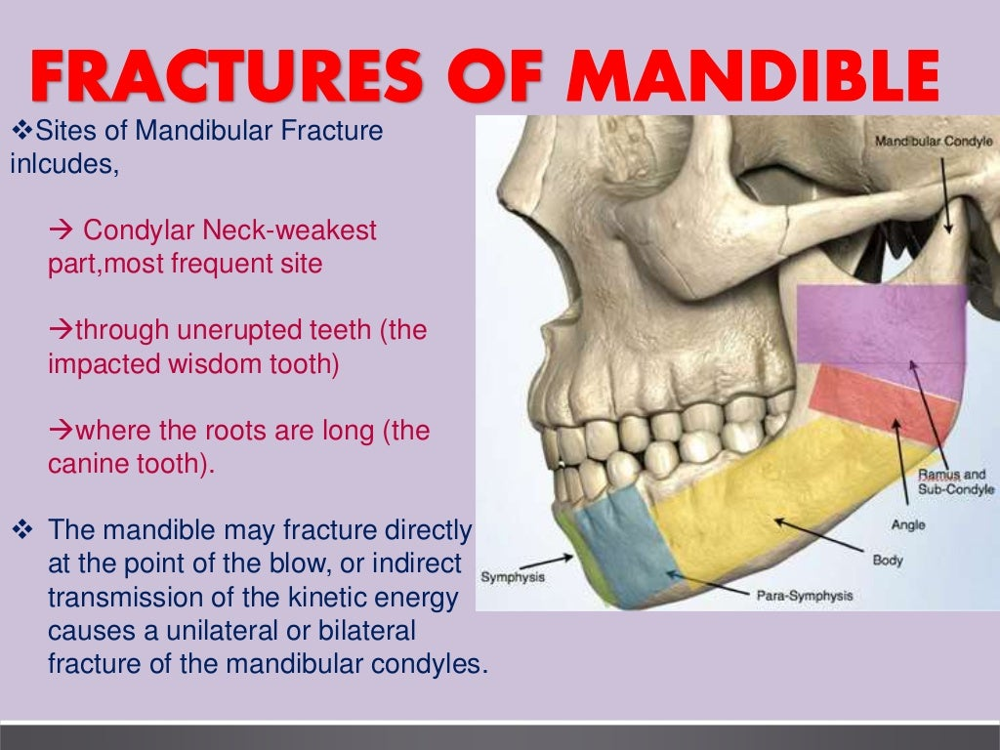 FRACTURES OF MANDIBLE
❖Sites of Mandibular Fracture
inlcudes,
→ Condylar Neck-weakest
part,most frequent site
→through unerupted teeth (the
impacted wisdom tooth)
→where the roots are long (the
canine tooth).
❖ The mandible may fracture directly
at the point of the blow, or indirect
transmission of the kinetic energy
causes a unilateral or bilateral
fracture of the mandibular condyles.
Mandibular Condyle
Ramus and
Sub-Condyle
Angle
Body
Para-Symphysis
Symphysis